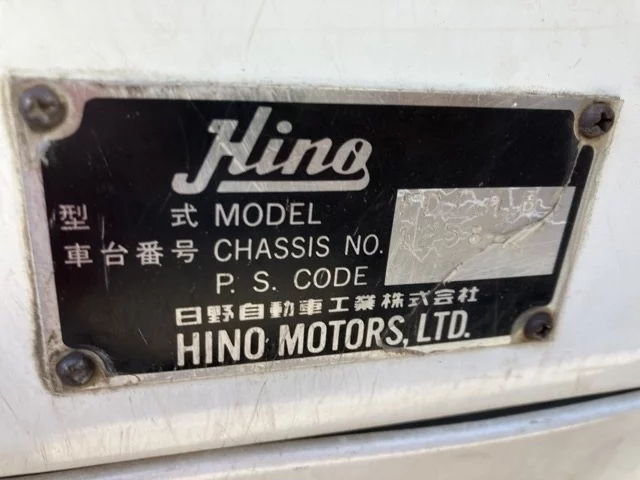 Hino
型 式 MODEL
車台番号 CHASSIS NO.
P. S. CODE
日野自動車工業株式会社
HINO MOTORS, LTD.